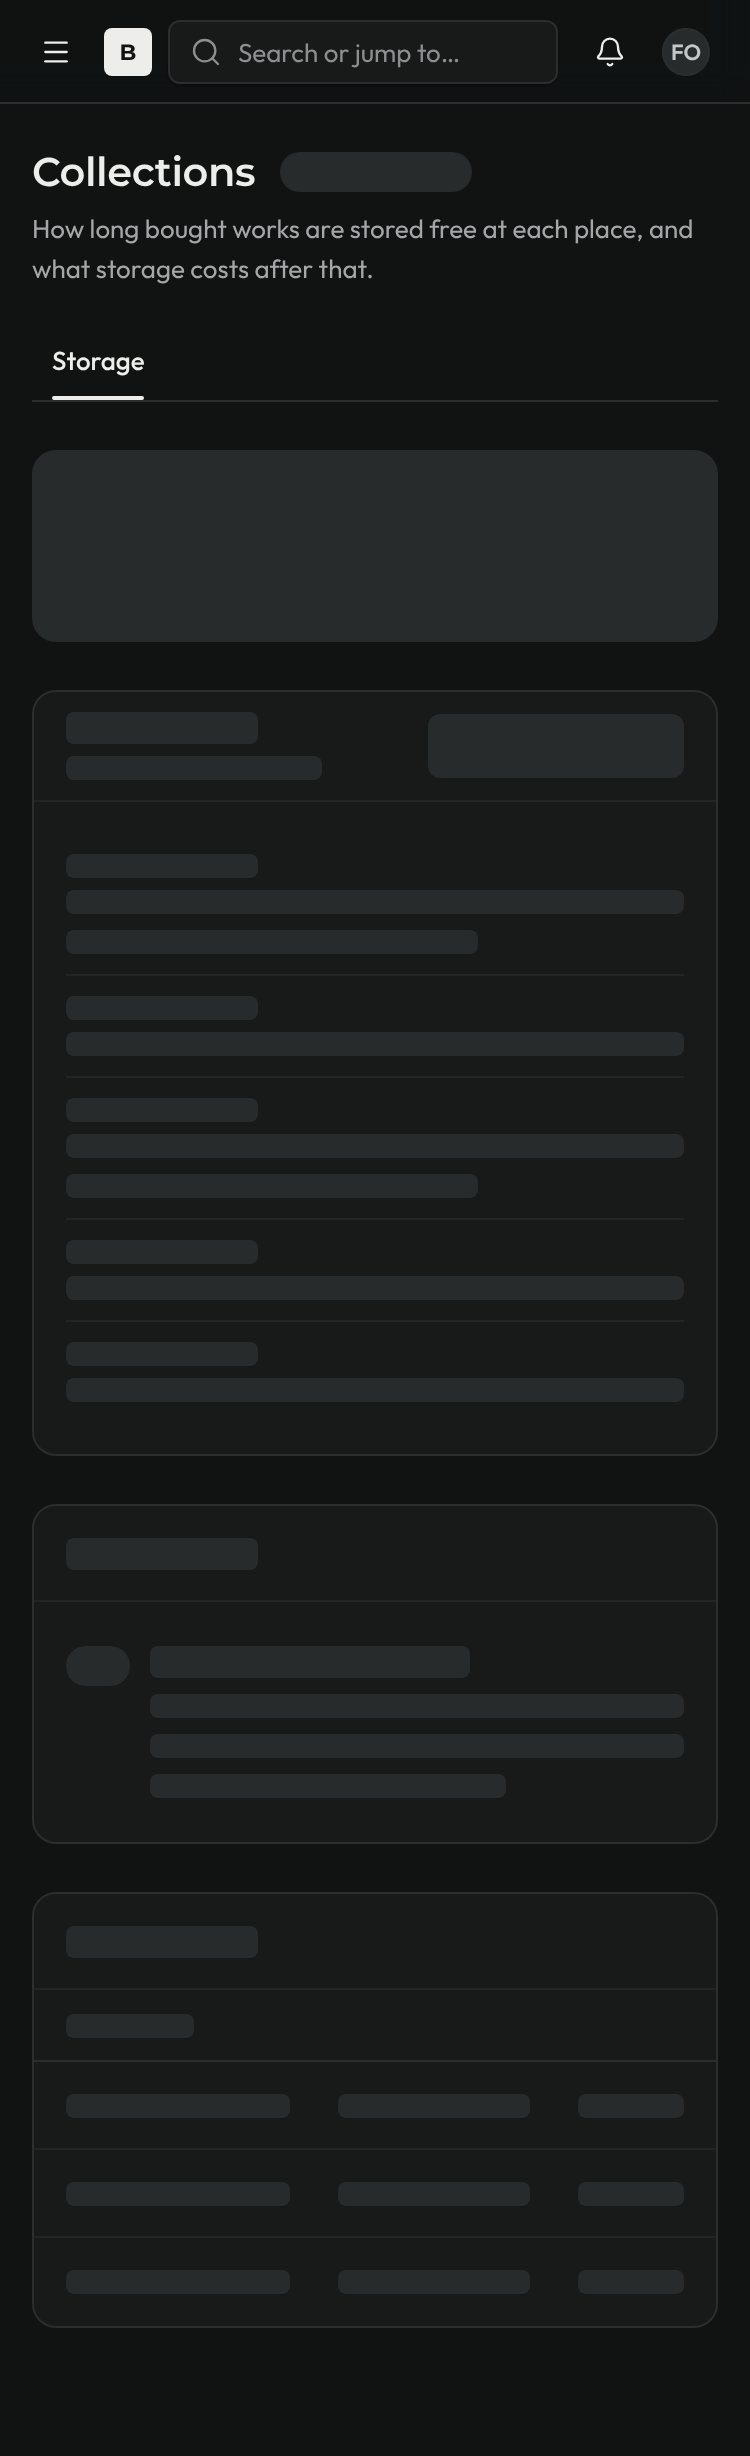 B
Search or jump to...
FO
Collections
How long bought works are stored free at each place, and
what storage costs after that.
Storage